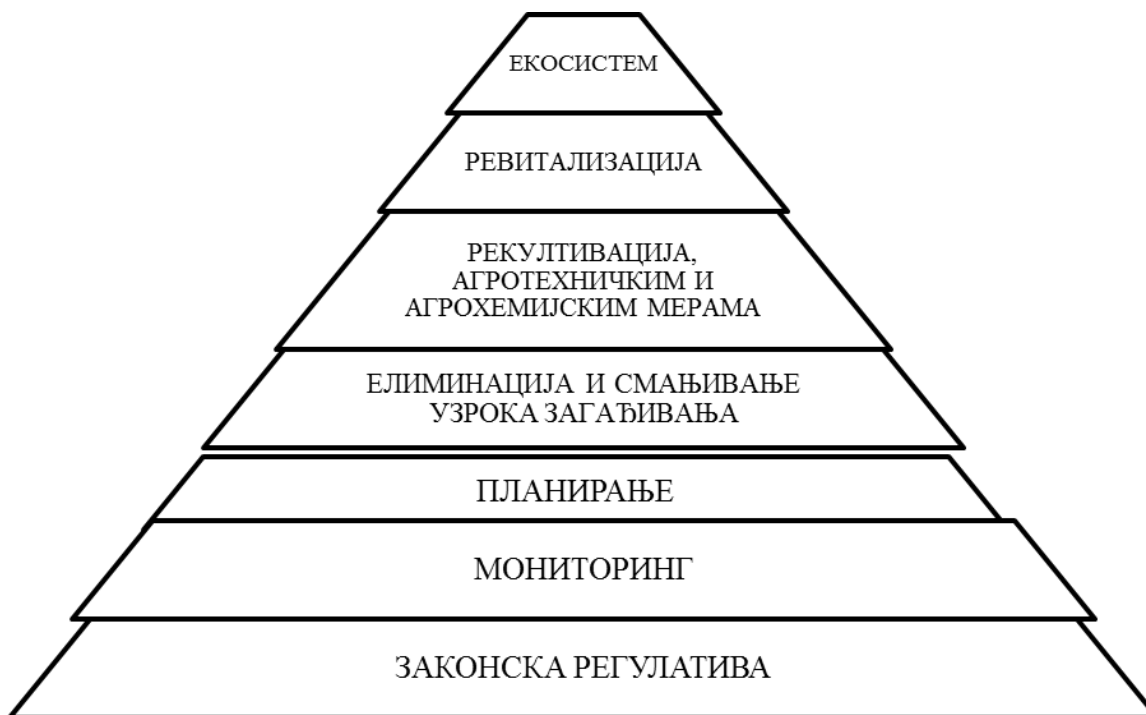 ЕКОСИСТЕМ
РЕВИТАЛИЗАЦИЈА
РЕКУЛТИВАЦИЈА,
АГРОТЕХНИЧКИМ И
АГРОХЕМИЈСКИМ МЕРАМА
ЕЛИМИНАЦИЈА И СМАЊИВАЊЕ
УЗРОКА ЗАГАЂИВАЊА
ПЛАНИРАЊЕ
МОНИТОРИНГ
ЗАКОНСКА РЕГУЛАТИВА